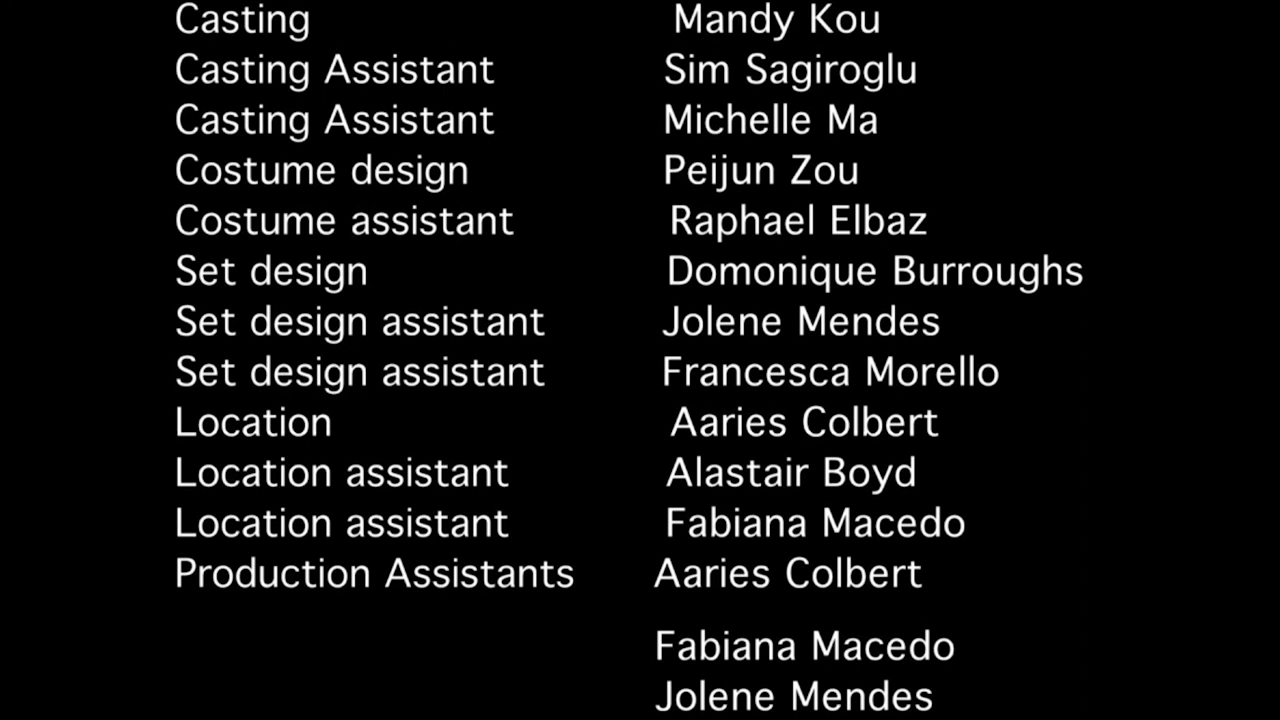 Casting Mandy Kou
Casting Assistant Sim Sagiroglu
Casting Assistant Michelle Ma
Costume design Peijun Zou
Costume assistant Raphael Elbaz
Set design Domonique Burroughs
Set design assistant Jolene Mendes
Set design assistant Francesca Morello
Location Aaries Colbert
Location assistant Alastair Boyd
Location assistant Fabiana Macedo
Production Assistants Aaries Colbert
Fabiana Macedo
Jolene Mendes